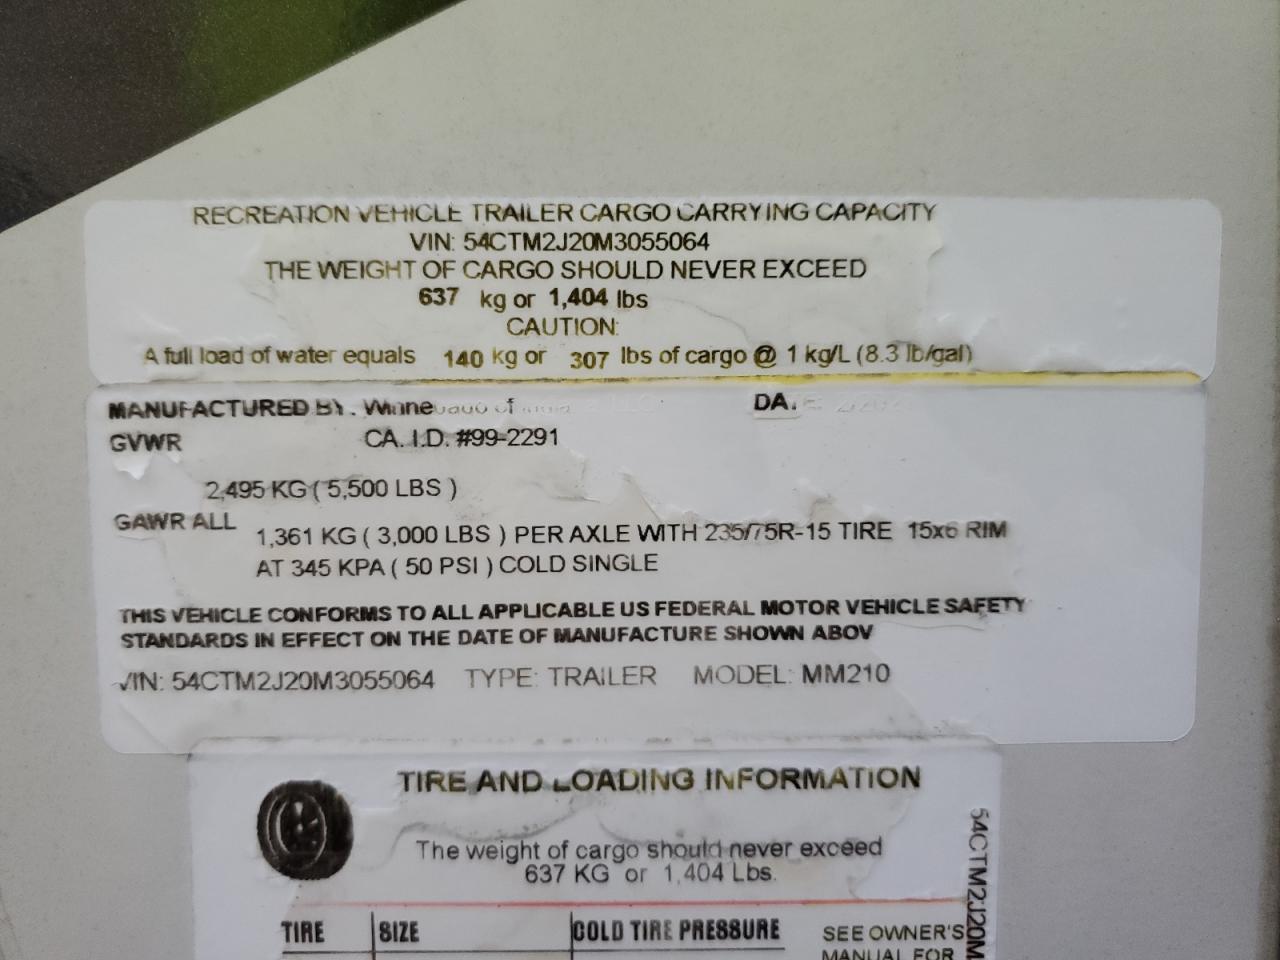 RECREATION VEHICLE TRAILER CARGO CARRYING CAPACITY
VIN: 54CTM2J20M3055064
THE WEIGHT OF CARGO SHOULD NEVER EXCEED
637 kg or 1,404 lbs
CAUTION:
A full load of water equals 140 kg or 307 lbs of cargo @ 1 kg/L (8.3 lb/gal)
MANUFACTURED BY: Winnebago of
GVWR CA. I.D. #99-2291
2,495 KG ( 5,500 LBS )
GAWR ALL
1,361 KG ( 3,000 LBS ) PER AXLE WITH 235/75R-15 TIRE 15x6 RIM
AT 345 KPA ( 50 PSI ) COLD SINGLE
THIS VEHICLE CONFORMS TO ALL APPLICABLE US FEDERAL MOTOR VEHICLE SAFETY
STANDARDS IN EFFECT ON THE DATE OF MANUFACTURE SHOWN ABOV
VIN: 54CTM2J20M3055064 TYPE: TRAILER MODEL: MM210
TIRE AND LOADING INFORMATION
The weight of cargo should never exceed
637 KG or 1,404 Lbs.
TIRE SIZE COLD TIRE PRESSURE SEE OWNER'S
MANUAL FOR
54CTM2J20M